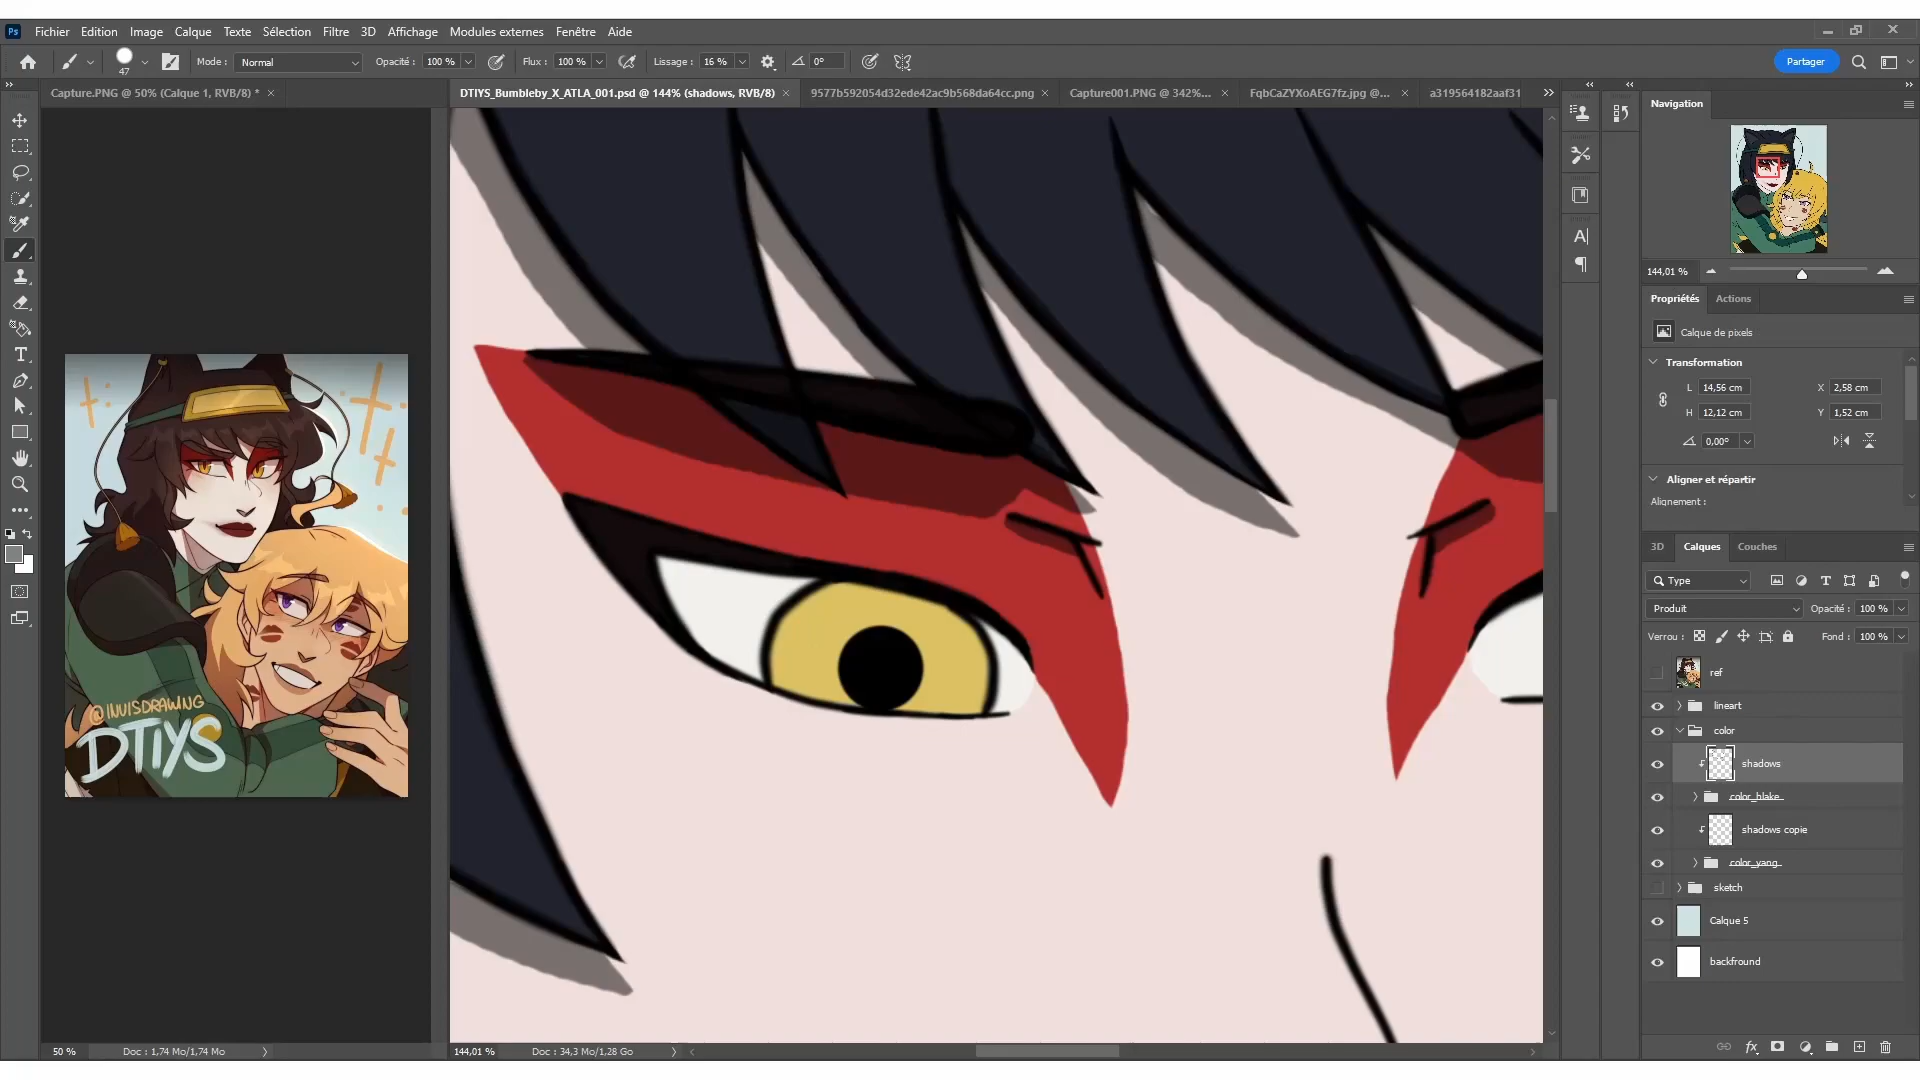 Ps Fichier Edition Image Calque Texte Sélection Filtre 3D Affichage Modules externes Fenêtre Aide
47 Mode : Normal Opacité : 100 % Flux : 100 % Lissage : 16 % 0° Partager
Capture.PNG @ 50% (Calque 1, RVB/8) *
DTIYS_Bumbleby_X_ATLA_001.psd @ 144% (shadows, RVB/8)
9577b592054d32ede42ac9b568da64cc.png
Capture001.PNG @ 342%...
FqbCaZYXoAEG7fz.jpg @...
a319564182aaf31
Navigation
144,01 %
Propriétés Actions
Calque de pixels
Transformation
L 14,56 cm X 2,58 cm
H 12,12 cm Y 1,52 cm
0,00°
Aligner et répartir
Alignement :
3D Calques Couches
Type
Produit Opacité : 100 %
Verrou : Fond : 100 %
ref
lineart
color
shadows
color_blake
shadows copie
color_yang
sketch
Calque 5
backfround
@INVISDRAWING
DTIYS
50 % Doc : 1,74 Mo/1,74 Mo
144,01 % Doc : 34,3 Mo/1,28 Go